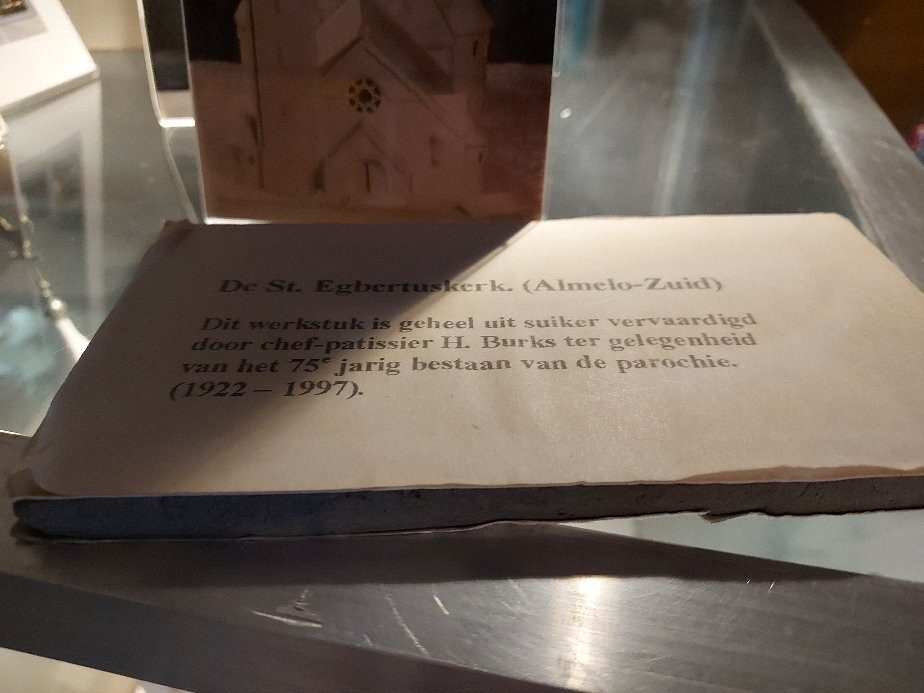 De St. Egbertuskerk. (Almelo-Zuid)
Dit werkstuk is geheel uit suiker vervaardigd
door chef-patissier H. Burks ter gelegenheid
van het 75e jarig bestaan van de parochie.
(1922 – 1997).